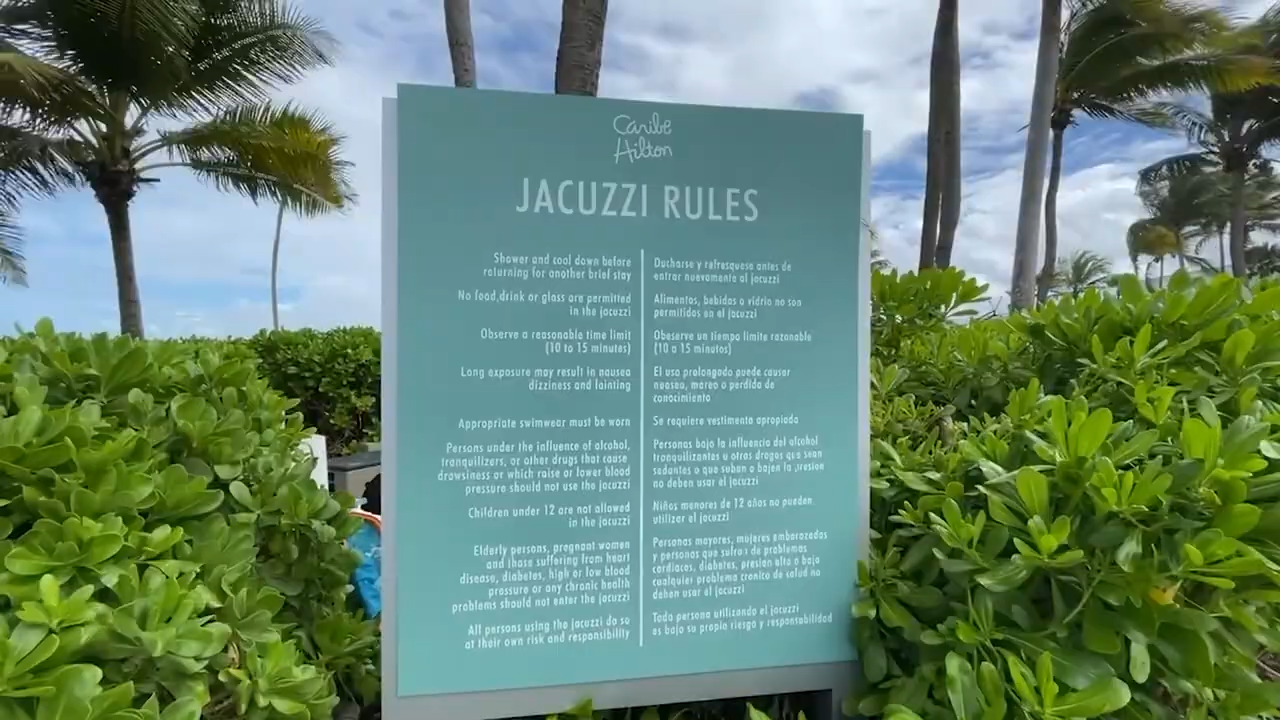 Caribe
Hilton
JACUZZI RULES
Shower and cool down before
returning for another brief stay
No food,drink or glass are permitted
in the jacuzzi
Observe a reasonable time limit
(10 to 15 minutes)
Long exposure may result in nausea
dizziness and fainting
Appropriate swimwear must be worn
Persons under the influence of alcohol,
tranquilizers, or other drugs that cause
drowsiness or which raise or lower blood
pressure should not use the jacuzzi
Children under 12 are not allowed
in the jacuzzi
Elderly persons, pregnant women
and those suffering from heart
disease, diabetes, high or low blood
pressure or any chronic health
problems should not enter the jacuzzi
All persons using the jacuzzi do so
at their own risk and responsibility
Ducharse y refresquese antes de
entrar nuevamente al jacuzzi
Alimentos, bebidas o vidrio no son
permitidos en el jacuzzi
Obeserve un tiempo limite razonable
(10 a 15 minutos)
El uso prolongado puede causar
nausea, mareo o perdida de
conocimiento
Se requiere vestimenta apropiada
Personas bajo la influencia del alcohol
tranquilizantes u otras drogas que sean
sedantes o que suban o bajen la presion
no deben usar el jacuzzi
Niños menores de 12 años no pueden
utilizar el jacuzzi
Personas mayores, mujeres embarazadas
y personas que sufran de problemas
cardiacos, diabetes, presion alta o baja
cualquier problema cronico de salud no
deben usar el jacuzzi
Toda persona utilizando el jacuzzi
es bajo su propio riesgo y responsabilidad